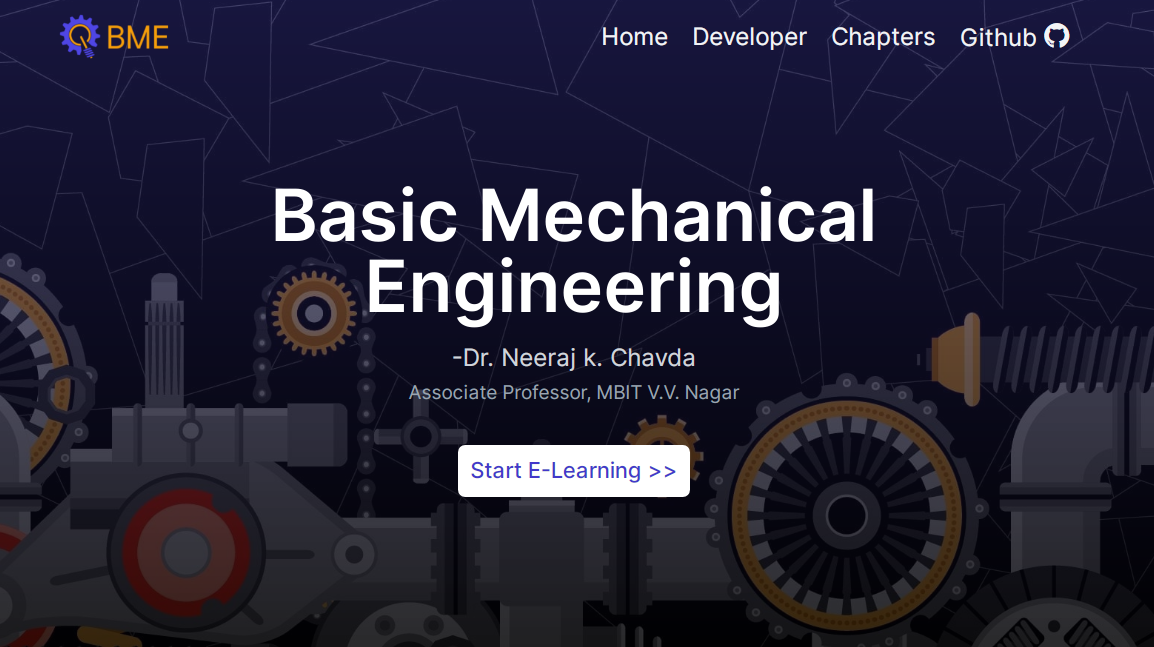 BME
Home Developer Chapters Github
Basic Mechanical
Engineering
-Dr. Neeraj k. Chavda
Associate Professor, MBIT V.V. Nagar
Start E-Learning >>